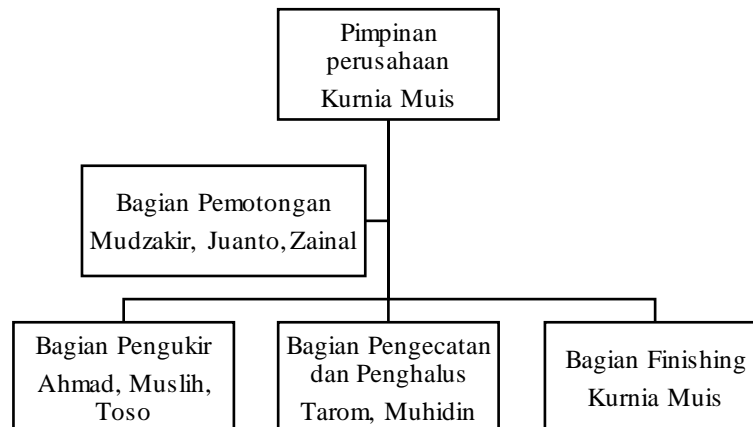 Pimpinan
perusahaan
Kurnia Muis
Bagian Pemotongan
Mudzakir, Juanto, Zainal
Bagian Pengukir
Ahmad, Muslih,
Toso
Bagian Pengecatan
dan Penghalus
Tarom, Muhidin
Bagian Finishing
Kurnia Muis